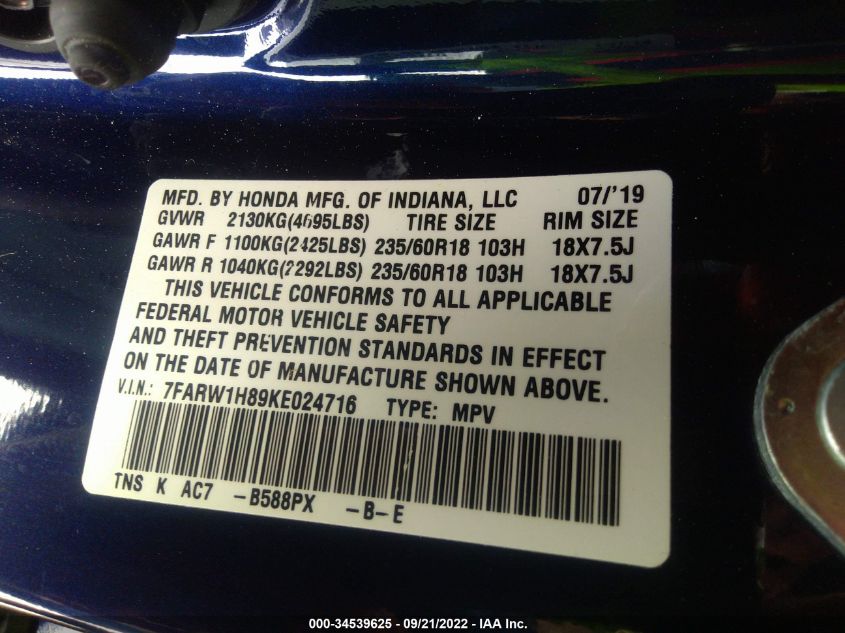 MFD. BY HONDA MFG. OF INDIANA, LLC 07/'19
GVWR 2130KG(4695LBS) TIRE SIZE RIM SIZE
GAWR F 1100KG(2425LBS) 235/60R18 103H 18X7.5J
GAWR R 1040KG(2292LBS) 235/60R18 103H 18X7.5J
THIS VEHICLE CONFORMS TO ALL APPLICABLE
FEDERAL MOTOR VEHICLE SAFETY
AND THEFT PREVENTION STANDARDS IN EFFECT
ON THE DATE OF MANUFACTURE SHOWN ABOVE.
V.I.N.: 7FARW1H89KE024716 TYPE: MPV
TNS K AC7 -B588PX -B-E
000-34539625 - 09/21/2022 - IAA Inc.